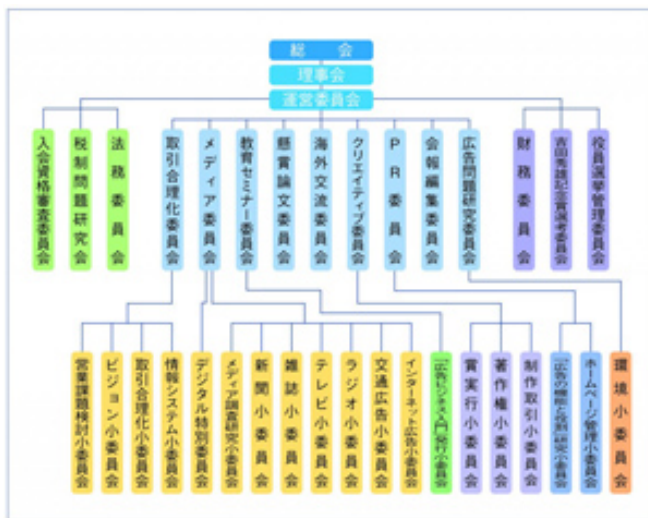 総 会
理事会
運営委員会
入会資格審査委員会
税制問題研究会
法務委員会
取引合理化委員会
メディア委員会
教育セミナー委員会
懸賞論文委員会
海外交流委員会
クリエイティブ委員会
PR委員会
会報編集委員会
広告問題研究委員会
財務委員会
吉田秀雄記念賞選考委員会
役員選挙管理委員会
営業課題検討小委員会
ビジョン小委員会
取引合理化小委員会
情報システム小委員会
デジタル特別委員会
メディア調査研究小委員会
新聞小委員会
雑誌小委員会
テレビ小委員会
ラジオ小委員会
交通広告小委員会
インターネット広告小委員会
「広告ビジネス入門」発行小委員会
賞実行小委員会
著作権小委員会
制作取引小委員会
「広告の機能と役割」研究小委員会
ホームページ管理小委員会
環境小委員会